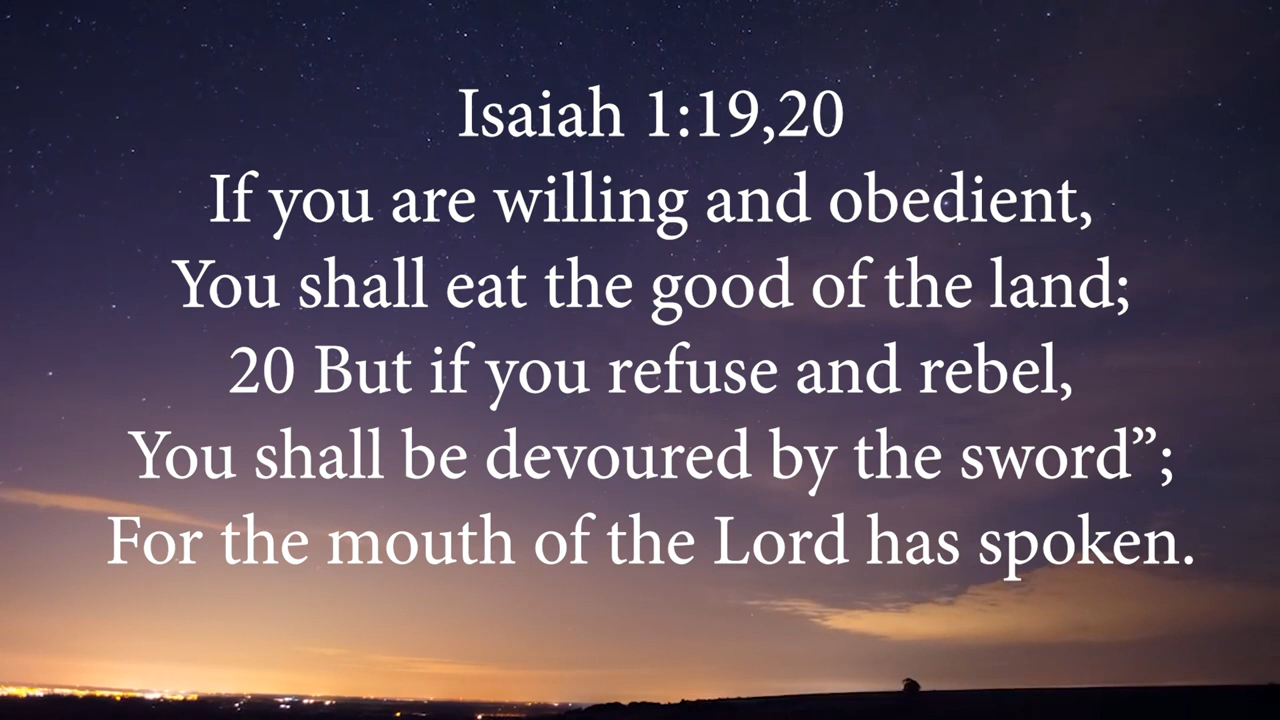 Isaiah 1:19,20
If you are willing and obedient,
You shall eat the good of the land;
20 But if you refuse and rebel,
You shall be devoured by the sword”;
For the mouth of the Lord has spoken.